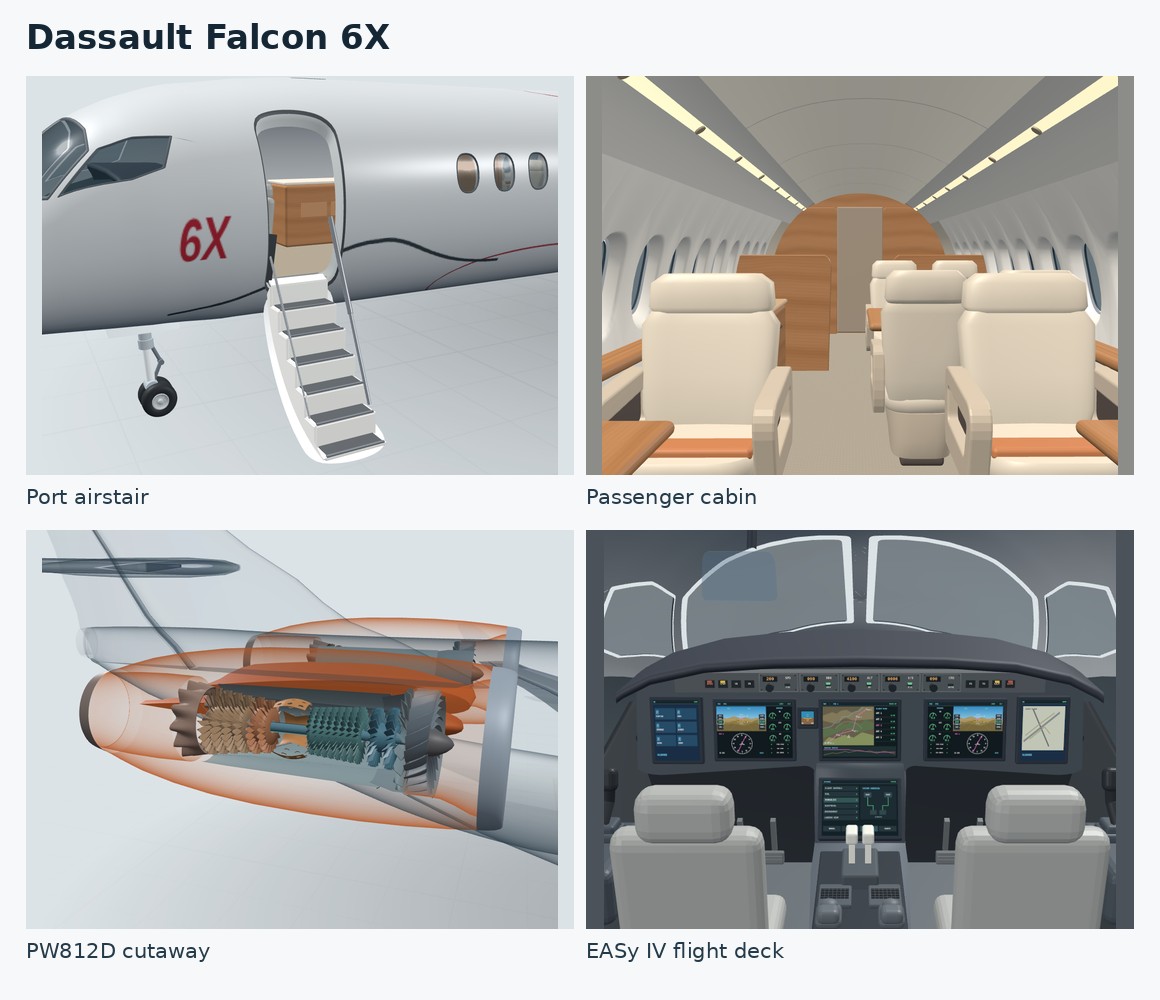 Dassault Falcon 6X
6X
Port airstair
Passenger cabin
PW812D cutaway
EASy IV flight deck